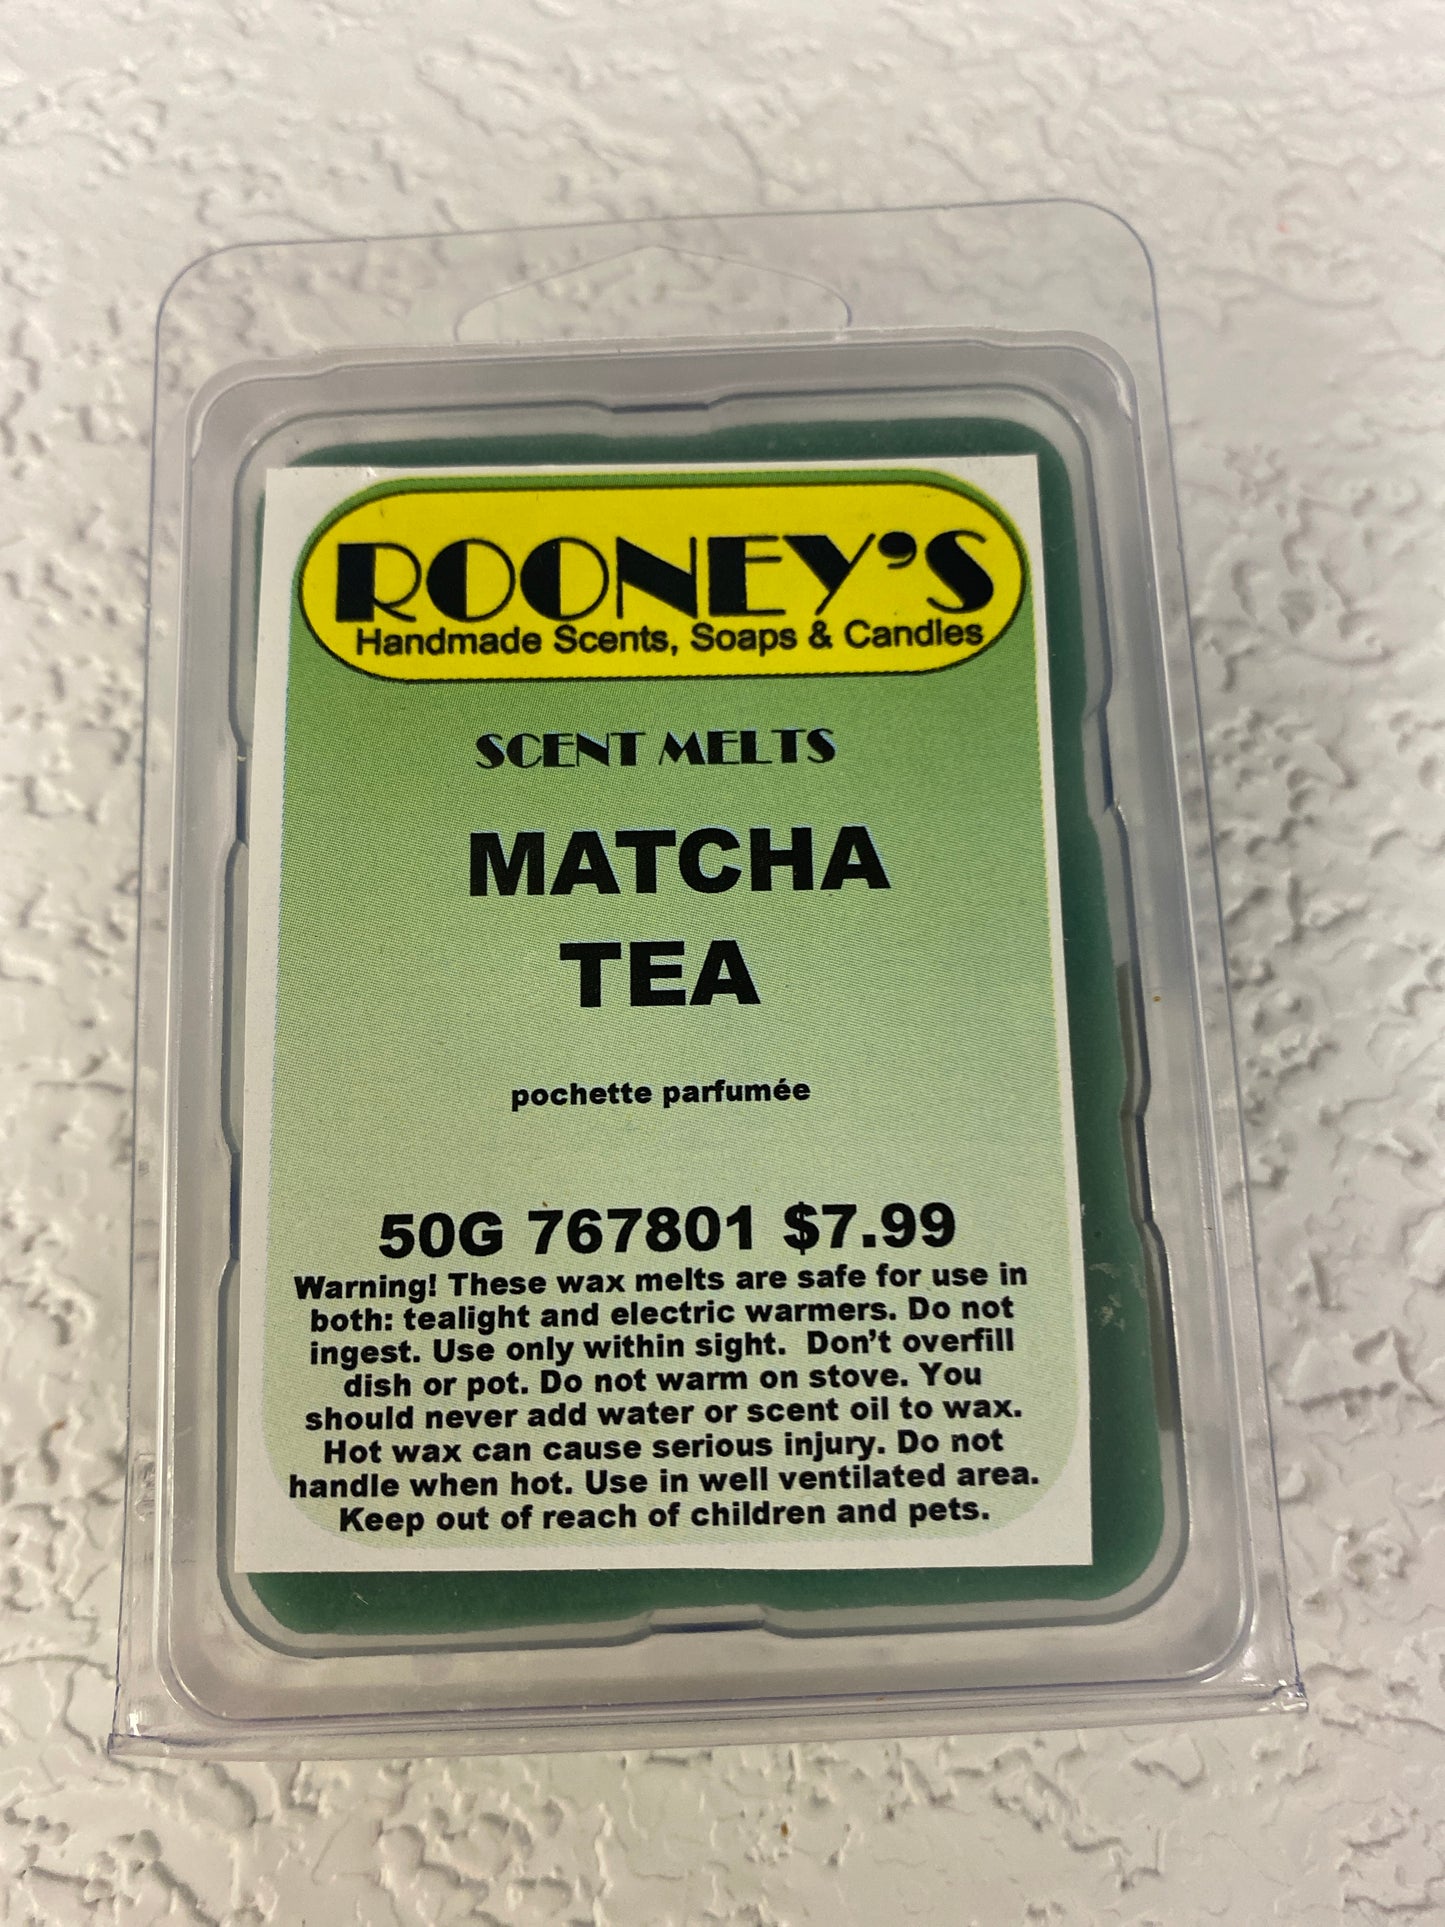 ROONEY'S
Handmade Scents, Soaps & Candles
SCENT MELTS
MATCHA
TEA
pochette parfumée
50G 767801 $7.99
Warning! These wax melts are safe for use in
both: tealight and electric warmers. Do not
ingest. Use only within sight. Don't overfill
dish or pot. Do not warm on stove. You
should never add water or scent oil to wax.
Hot wax can cause serious injury. Do not
handle when hot. Use in well ventilated area.
Keep out of reach of children and pets.